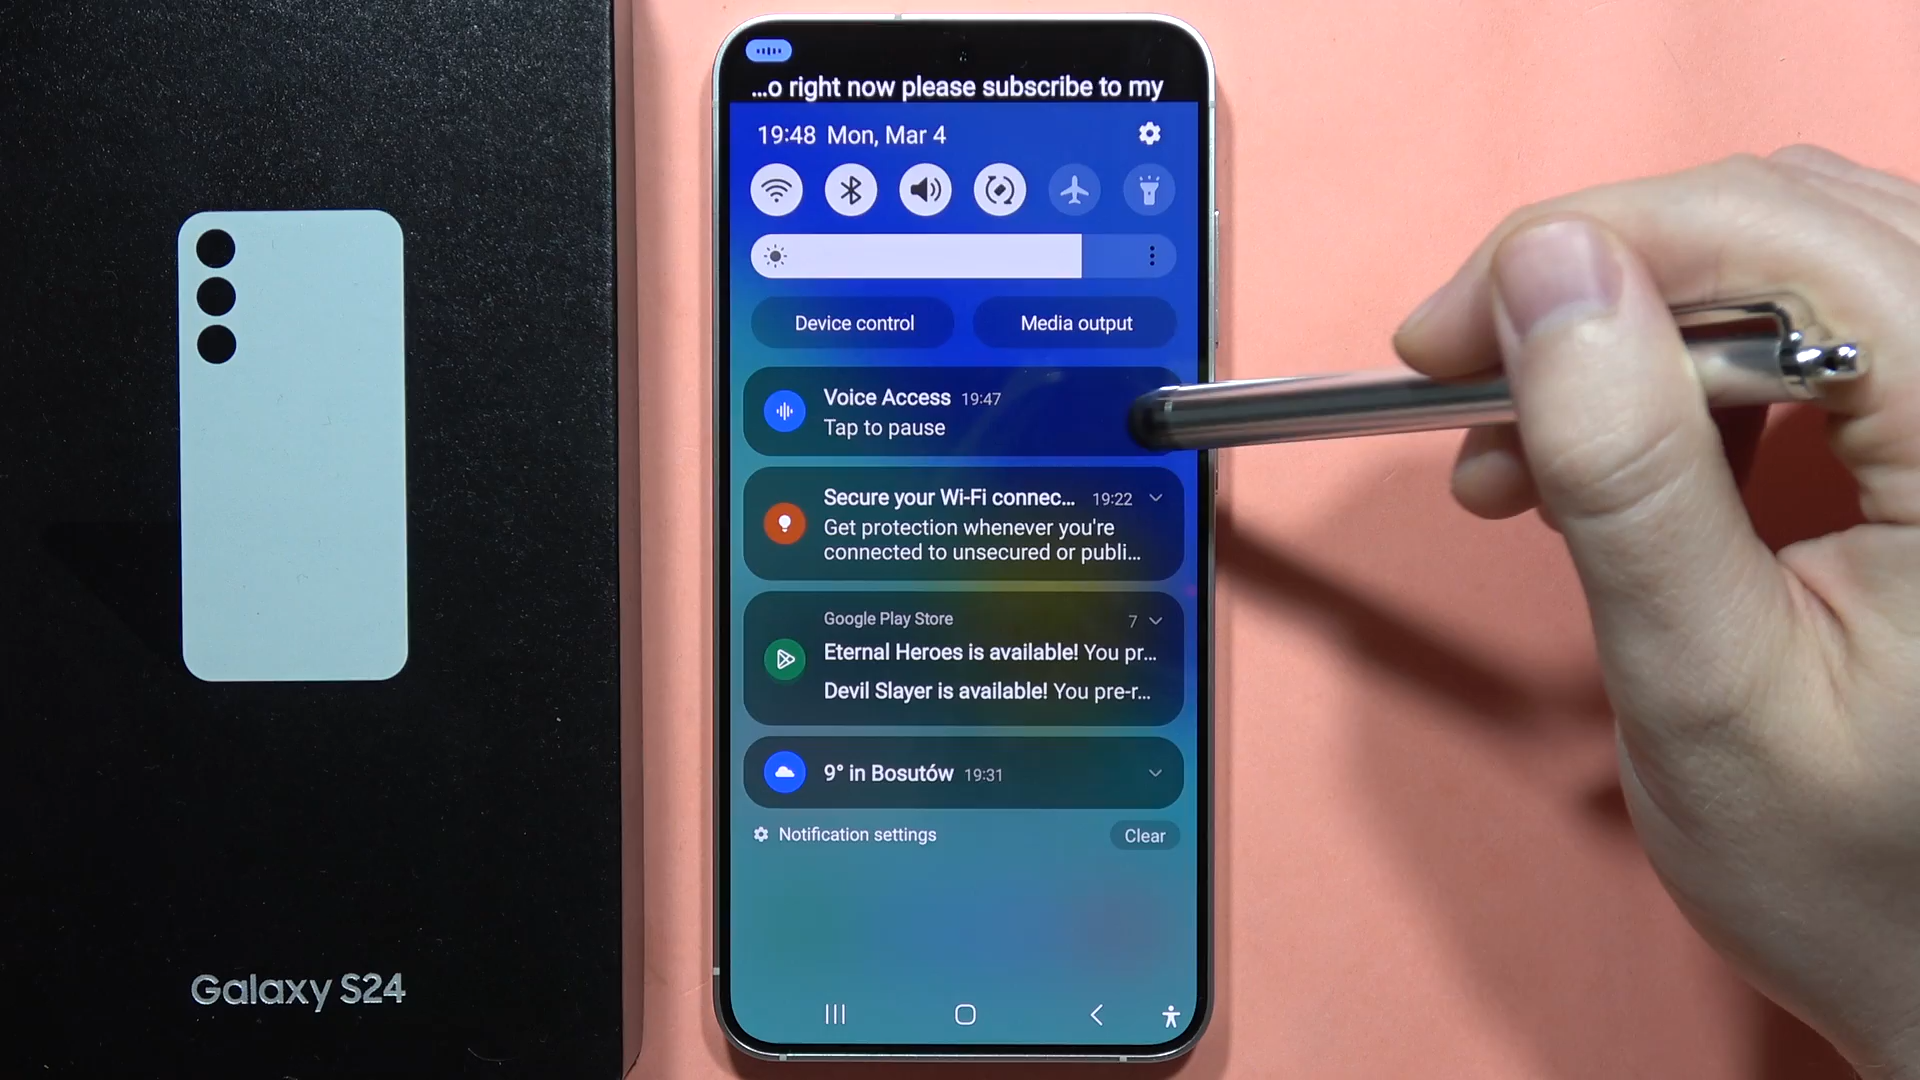 ...o right now please subscribe to my
19:48 Mon, Mar 4
Device control
Media output
Voice Access 19:47
Tap to pause
Secure your Wi-Fi connec... 19:22
Get protection whenever you're
connected to unsecured or publi...
Google Play Store 7
Eternal Heroes is available! You pr...
Devil Slayer is available! You pre-r...
9° in Bosutów 19:31
Notification settings
Clear
Galaxy S24